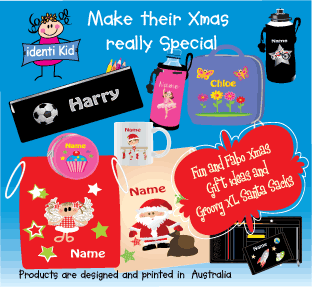 Make their Xmas
really Special
identi Kid
Name
Harry
Name
Chloe
Name
Name
Name
Name
Name
Fun and Fabo Xmas
Gift ideas and
Groovy XL Santa Sacks
Products are designed and printed in Australia